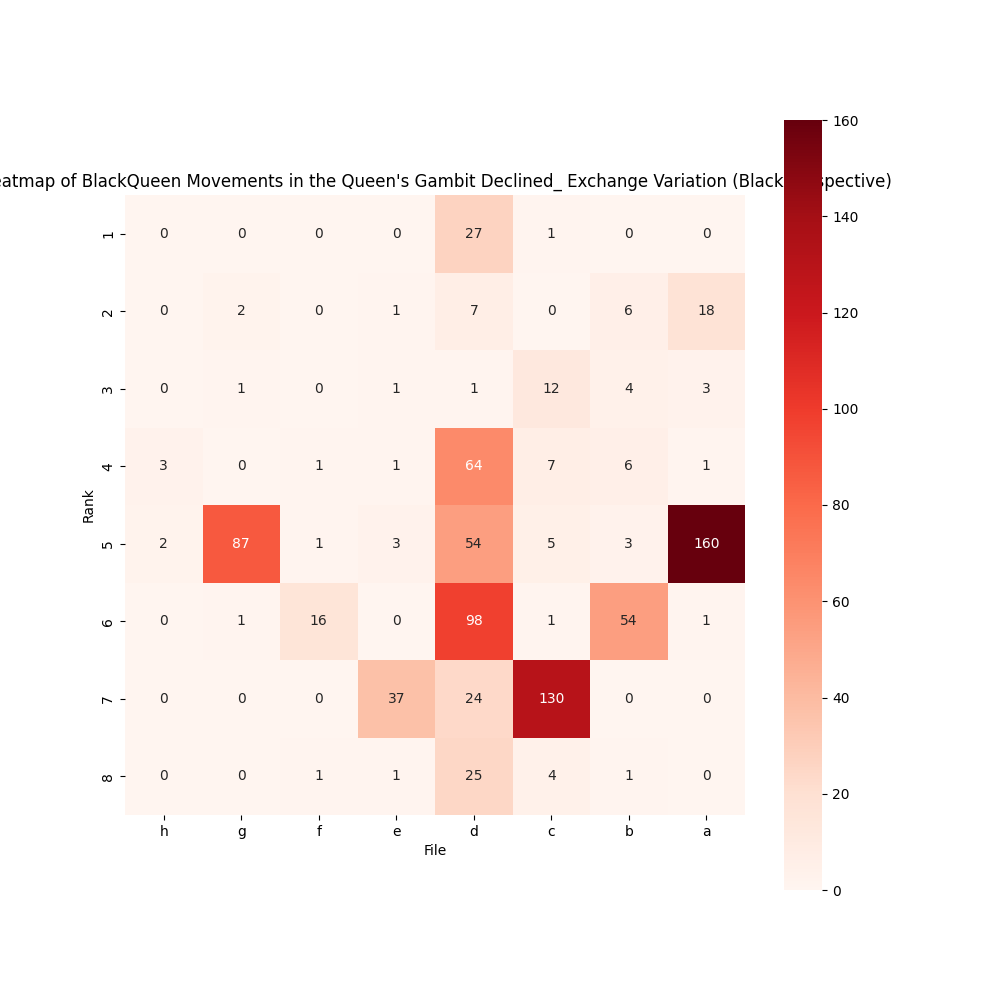 160
eatmap of BlackQueen Movements in the Queen's Gambit Declined_ Exchange Variation (Black spective)
140
1 0 0 0 0 27 1 0 0
2 0 2 0 1 7 0 6 18
120
3 0 1 0 1 1 12 4 3
100
4 3 0 1 1 64 7 6 1
80
Rank
5 2 87 1 3 54 5 3 160
60
6 0 1 16 0 98 1 54 1
40
7 0 0 0 37 24 130 0 0
8 0 0 1 1 25 4 1 0
20
h g f e d c b a
File
0